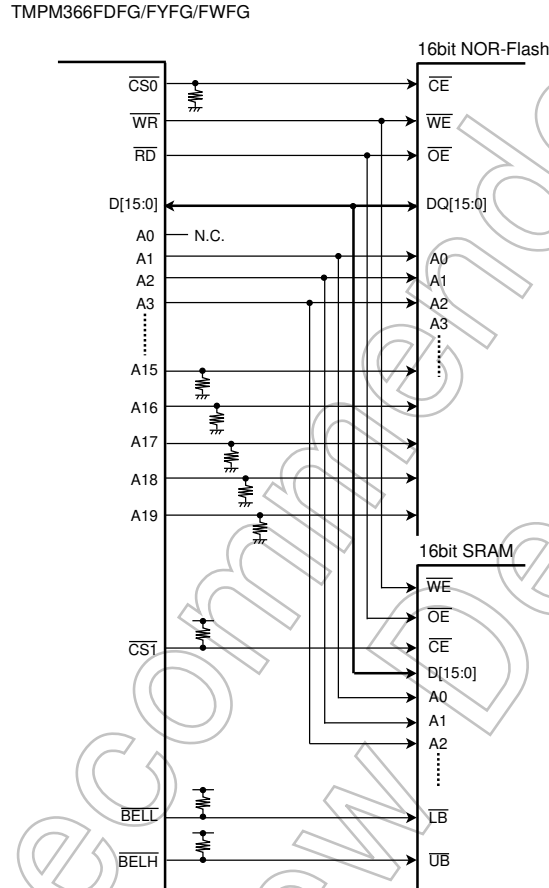 TMPM366FDFG/FYFG/FWFG
16bit NOR-Flash
CS0 CE
WR WE
RD OE
D[15:0] DQ[15:0]
A0 N.C.
A1 A0
A2 A1
A3 A2
A3
A15
A16
A17
A18
A19
16bit SRAM
WE
OE
CS1 CE
D[15:0]
A0
A1
A2
BELL LB
BELH UB